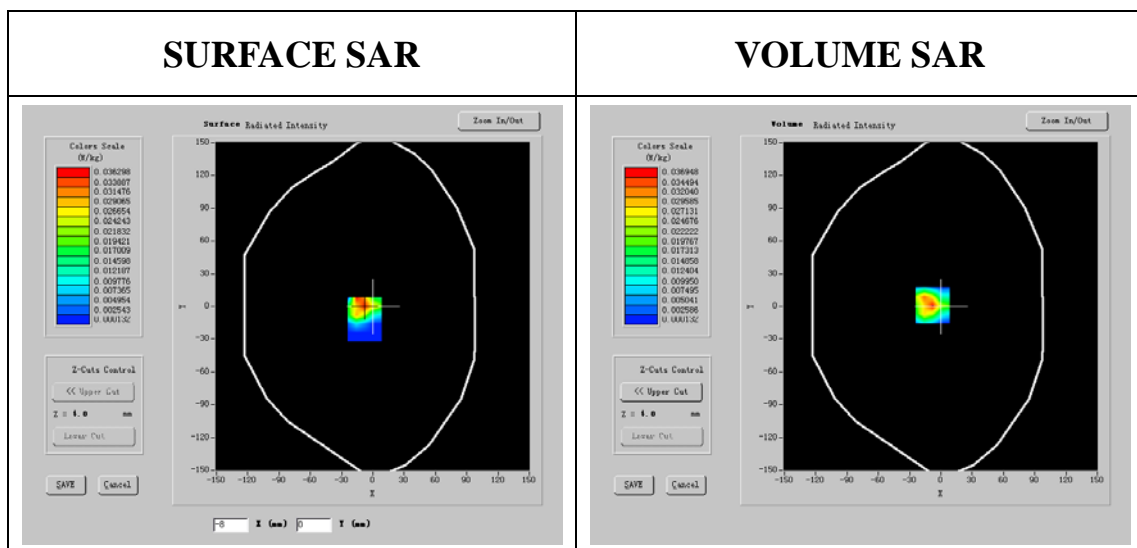 SURFACE SAR
VOLUME SAR
Surface Radiated Intensity
Zoom In/Out
Colors Scale
(W/kg)
0.036298
0.033887
0.031476
0.029065
0.026654
0.024243
0.021832
0.019421
0.017009
0.014598
0.012187
0.009776
0.007365
0.004954
0.002543
0.000132
150
120
90
60
30
0
-30
-60
-90
-120
-150
Y
-150 -120 -90 -60 -30 0 30 60 90 120 150
X
Z-Cuts Control
<< Upper Cut
Z = 4.0 mm
Lower Cut
SAVE Cancel
-8 X (mm) 0 Y (mm)
Volume Radiated Intensity
Zoom In/Out
Colors Scale
(W/kg)
0.036948
0.034494
0.032040
0.029585
0.027131
0.024676
0.022222
0.019767
0.017313
0.014858
0.012404
0.009950
0.007495
0.005041
0.002586
0.000132
150
120
90
60
30
0
-30
-60
-90
-120
-150
Y
-150 -120 -90 -60 -30 0 30 60 90 120 150
X
Z-Cuts Control
<< Upper Cut
Z = 4.0 mm
Lower Cut
SAVE Cancel